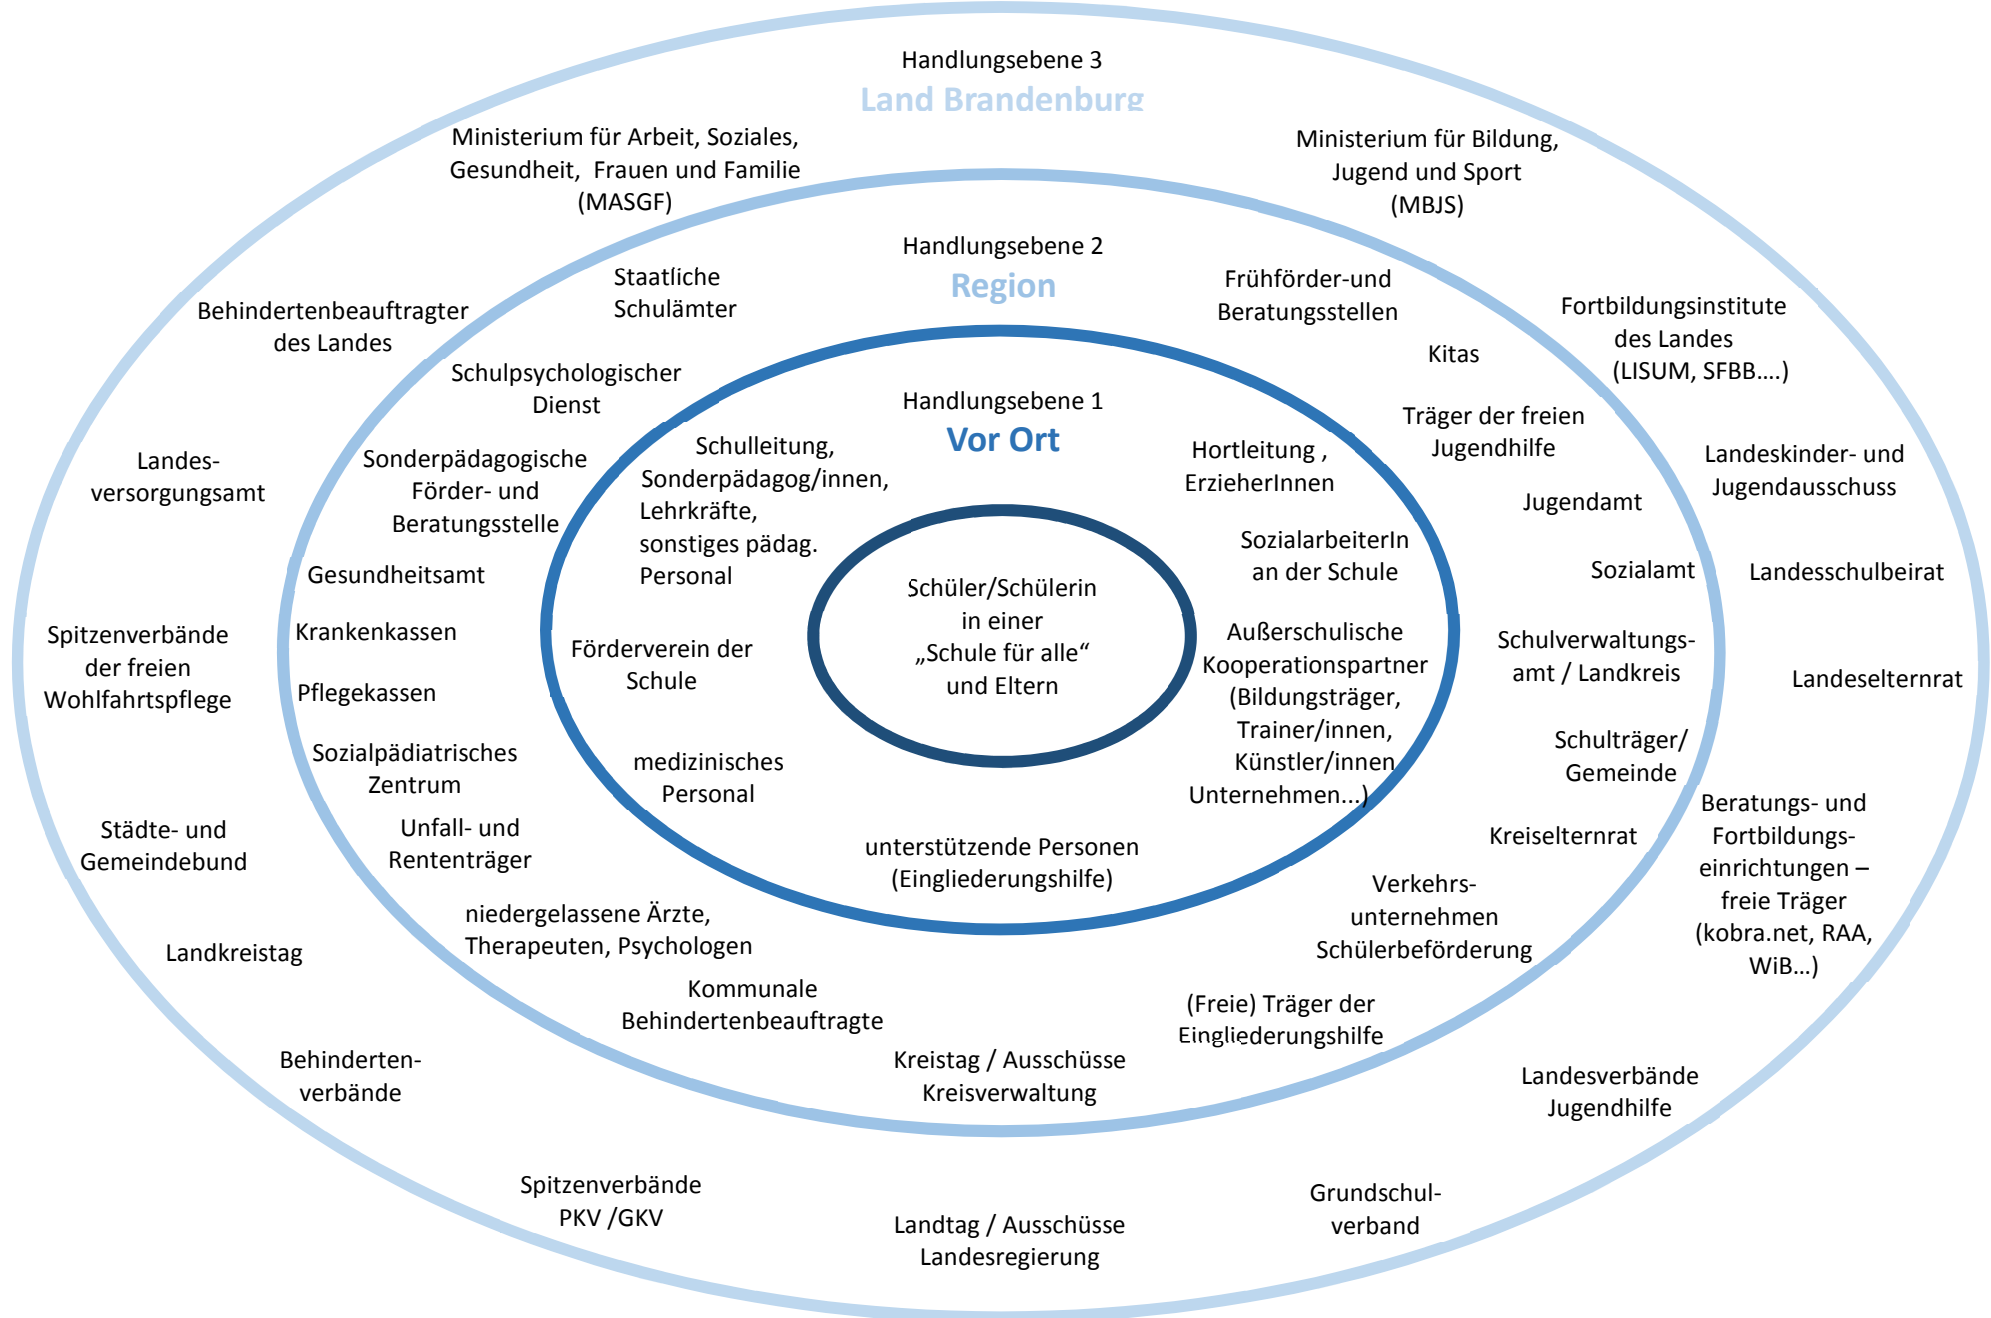 Handlungsebene 3
Land Brandenburg
Ministerium für Arbeit, Soziales,
Gesundheit, Frauen und Familie
(MASGF)
Ministerium für Bildung,
Jugend und Sport
(MBJS)
Behindertenbeauftragter
des Landes
Fortbildungsinstitute
des Landes
(LISUM, SFBB....)
Landes-
versorgungsamt
Landeskinder- und
Jugendausschuss
Landesschulbeirat
Spitzenverbände
der freien
Wohlfahrtspflege
Landeselternrat
Städte- und
Gemeindebund
Beratungs- und
Fortbildungs-
einrichtungen –
freie Träger
(kobra.net, RAA,
WiB...)
Landkreistag
Behinderten-
verbände
Landesverbände
Jugendhilfe
Spitzenverbände
PKV /GKV
Landtag / Ausschüsse
Landesregierung
Grundschul-
verband
Handlungsebene 2
Region
Staatliche
Schulämter
Frühförder-und
Beratungsstellen
Kitas
Schulpsychologischer
Dienst
Träger der freien
Jugendhilfe
Sonderpädagogische
Förder- und
Beratungsstelle
Jugendamt
Gesundheitsamt
Sozialamt
Krankenkassen
Schulverwaltungs-
amt / Landkreis
Pflegekassen
Schulträger/
Gemeinde
Sozialpädiatrisches
Zentrum
Kreiselternrat
Unfall- und
Rententräger
Verkehrs-
unternehmen
Schülerbeförderung
niedergelassene Ärzte,
Therapeuten, Psychologen
Kommunale
Behindertenbeauftragte
(Freie) Träger der
Eingliederungshilfe
Kreistag / Ausschüsse
Kreisverwaltung
Handlungsebene 1
Vor Ort
Schulleitung,
Sonderpädagog/innen,
Lehrkräfte,
sonstiges pädag.
Personal
Hortleitung ,
ErzieherInnen
SozialarbeiterIn
an der Schule
Förderverein der
Schule
Außerschulische
Kooperationspartner
(Bildungsträger,
Trainer/innen,
Künstler/innen
Unternehmen...)
medizinisches
Personal
unterstützende Personen
(Eingliederungshilfe)
Schüler/Schülerin
in einer
„Schule für alle“
und Eltern